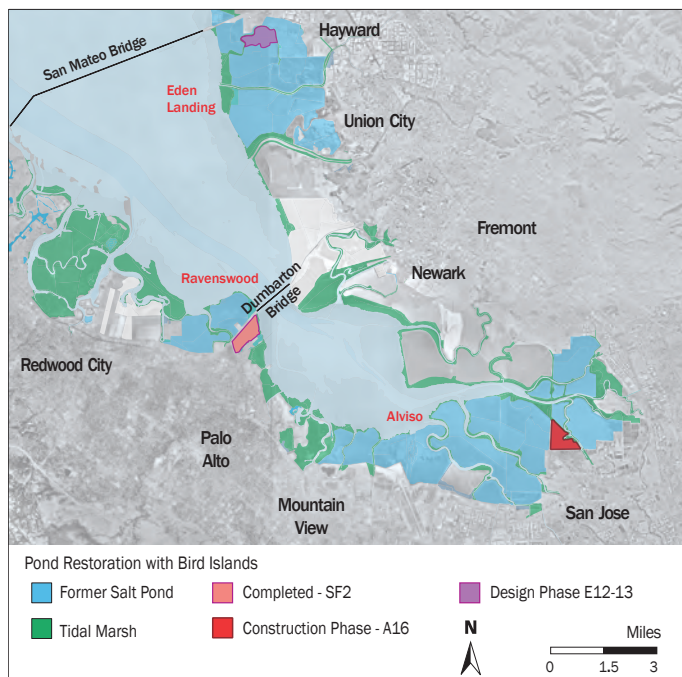 Hayward
San Mateo Bridge
Eden
Landing
Union City
Fremont
Ravenswood
Newark
Dumbarton
Bridge
Redwood City
Alviso
Palo
Alto
Mountain
View
San Jose
Pond Restoration with Bird Islands
Former Salt Pond
Completed - SF2
Design Phase E12-13
Tidal Marsh
Construction Phase - A16
N
Miles
0 1.5 3